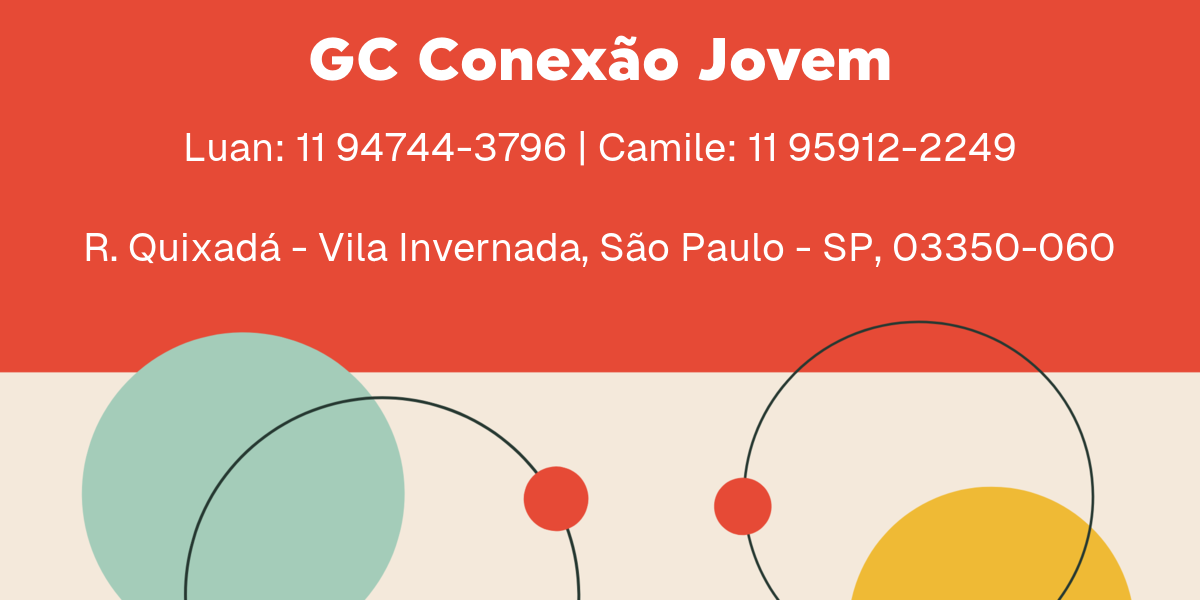 GC Conexão Jovem
Luan: 11 94744-3796 | Camile: 11 95912-2249
R. Quixadá - Vila Invernada, São Paulo - SP, 03350-060